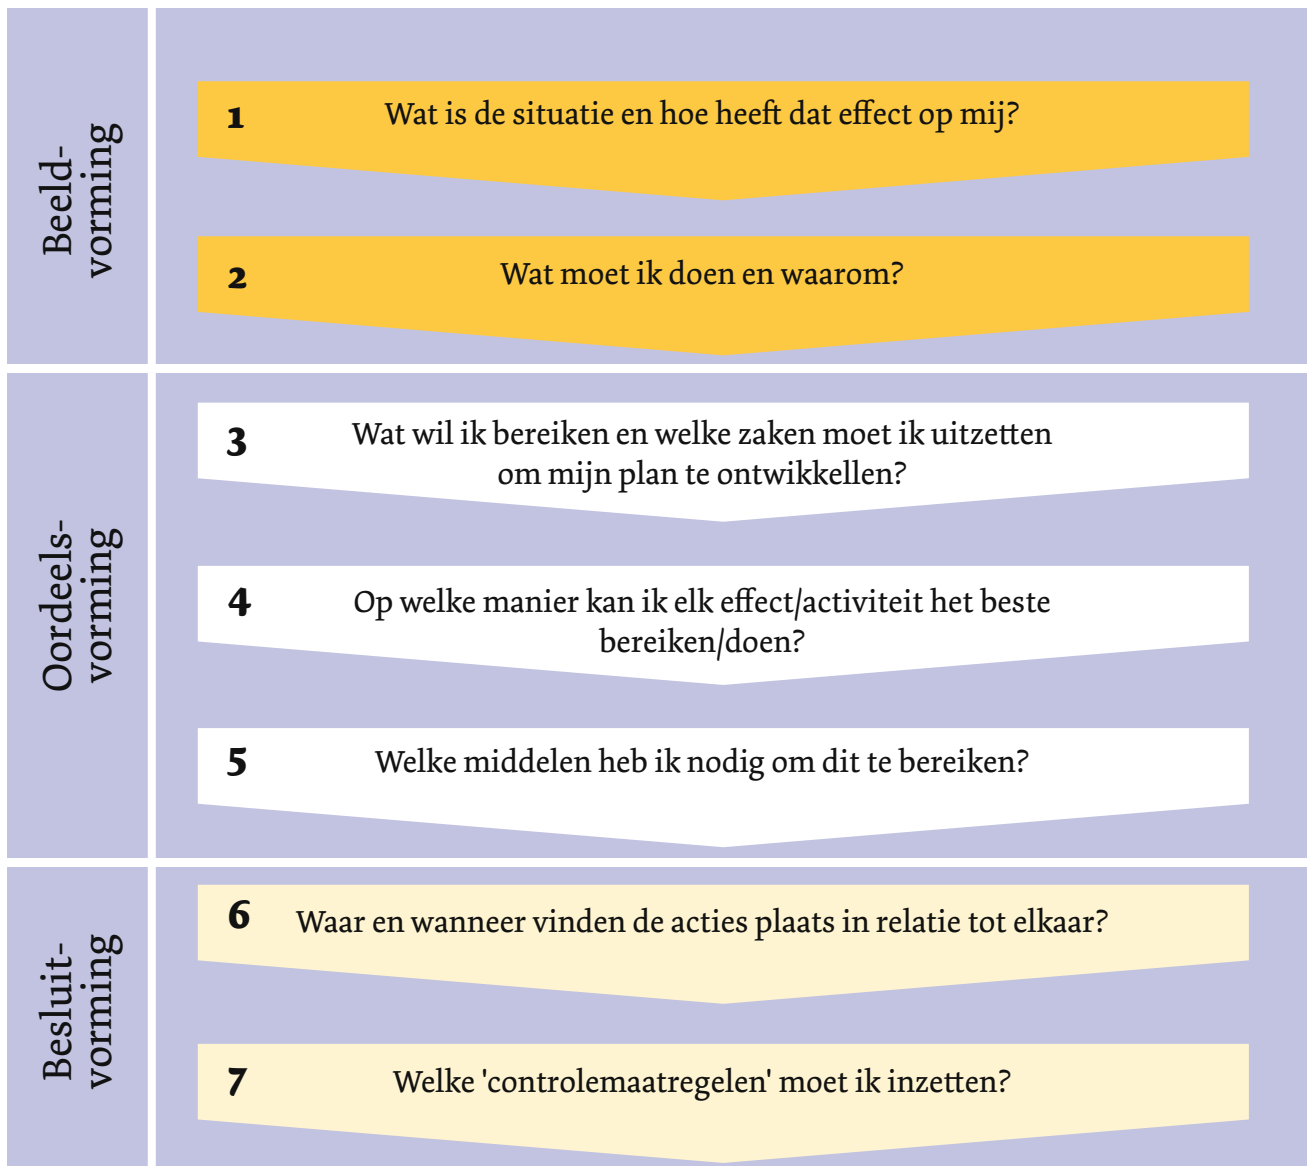 Beeld-
vorming
1
Wat is de situatie en hoe heeft dat effect op mij?
2
Wat moet ik doen en waarom?
Oordeels-
vorming
3
Wat wil ik bereiken en welke zaken moet ik uitzetten
om mijn plan te ontwikkellen?
4
Op welke manier kan ik elk effect/activiteit het beste
bereiken/doen?
5
Welke middelen heb ik nodig om dit te bereiken?
Besluit-
vorming
6
Waar en wanneer vinden de acties plaats in relatie tot elkaar?
7
Welke 'controlemaatregelen' moet ik inzetten?